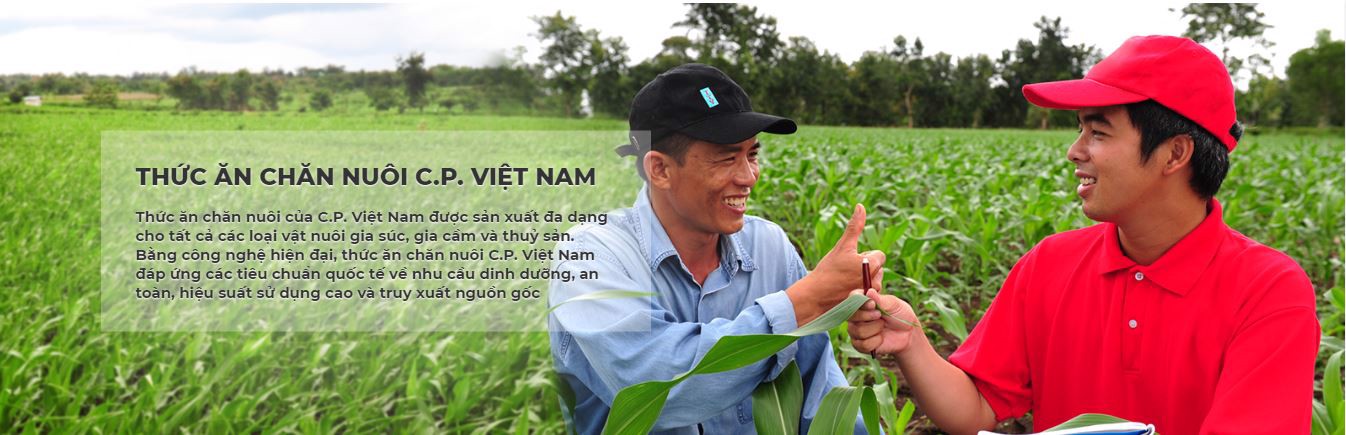 THỨC ĂN CHĂN NUÔI C.P. VIỆT NAM
Thức ăn chăn nuôi của C.P. Việt Nam được sản xuất đa dạng
cho tất cả các loại vật nuôi gia súc, gia cầm và thuỷ sản.
Bằng công nghệ hiện đại, thức ăn chăn nuôi C.P. Việt Nam
đáp ứng các tiêu chuẩn quốc tế về nhu cầu dinh dưỡng, an
toàn, hiệu suất sử dụng cao và truy xuất nguồn gốc